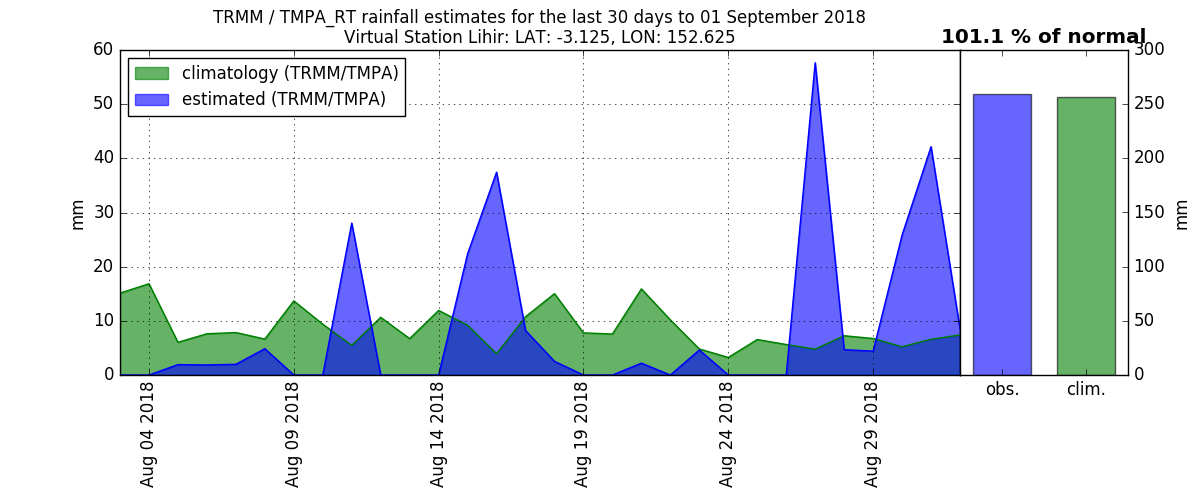 TRMM / TMPA_RT rainfall estimates for the last 30 days to 01 September 2018
Virtual Station Lihir: LAT: -3.125, LON: 152.625
101.1 % of normal
climatology (TRMM/TMPA)
estimated (TRMM/TMPA)
60
50
40
30
20
10
0
mm
Aug 04 2018
Aug 09 2018
Aug 14 2018
Aug 19 2018
Aug 24 2018
Aug 29 2018
300
250
200
150
100
50
0
mm
obs.
clim.